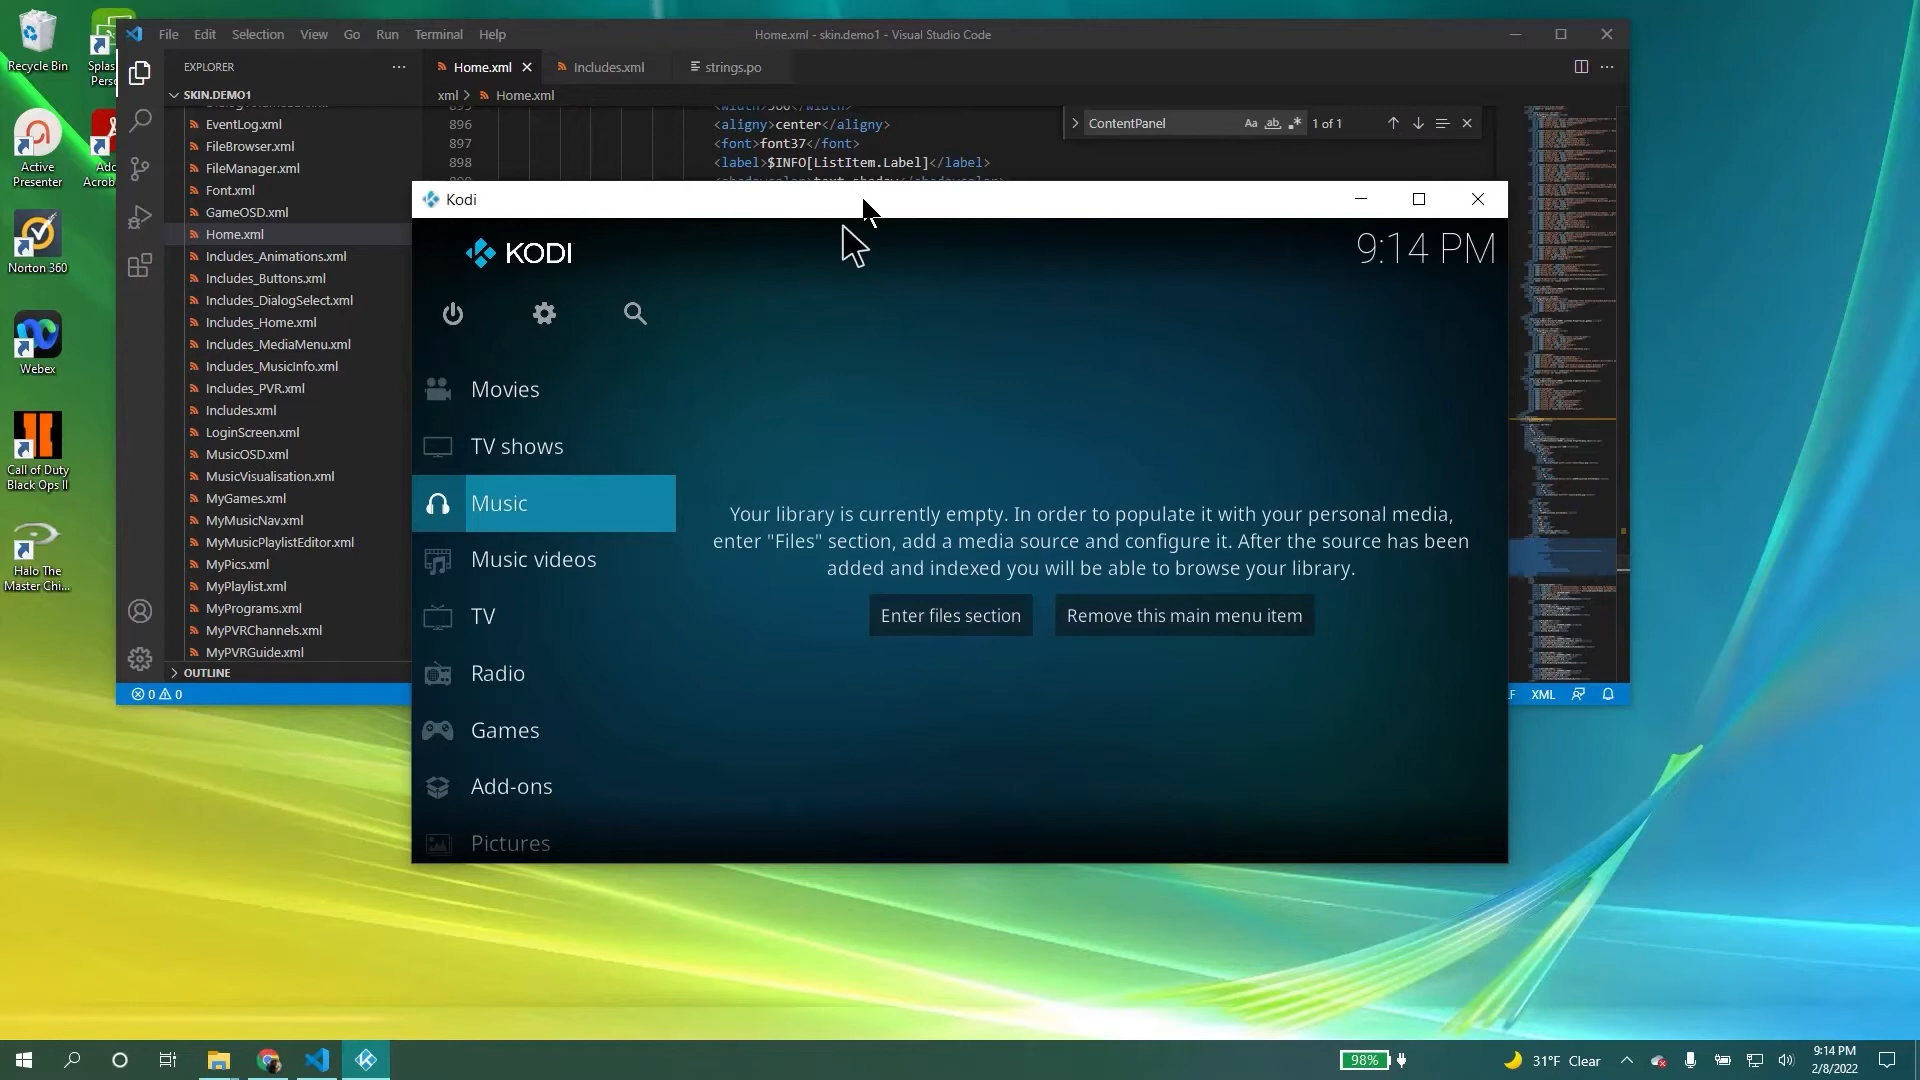 File Edit Selection View Go Run Terminal Help
Home.xml - skin.demo1 - Visual Studio Code
EXPLORER
Home.xml
Includes.xml
strings.po
SKIN.DEMO1
xml > Home.xml
EventLog.xml
FileBrowser.xml
FileManager.xml
Font.xml
GameOSD.xml
Home.xml
Includes_Animations.xml
Includes_Buttons.xml
Includes_DialogSelect.xml
Includes_Home.xml
Includes_MediaMenu.xml
Includes_MusicInfo.xml
Includes_PVR.xml
Includes.xml
LoginScreen.xml
MusicOSD.xml
MusicVisualisation.xml
MyGames.xml
MyMusicNav.xml
MyMusicPlaylistEditor.xml
MyPics.xml
MyPlaylist.xml
MyPrograms.xml
MyPVRChannels.xml
MyPVRGuide.xml
OUTLINE
0 0
896 <aligny>center</aligny>
897 <font>font37</font>
898 <label>$INFO[ListItem.Label]</label>
ContentPanel Aa ab 1 of 1
XML
Kodi
KODI
9:14 PM
Movies
TV shows
Music
Music videos
TV
Radio
Games
Add-ons
Pictures
Your library is currently empty. In order to populate it with your personal media,
enter "Files" section, add a media source and configure it. After the source has been
added and indexed you will be able to browse your library.
Enter files section
Remove this main menu item
Recycle Bin
Splas
Pers
Active
Presenter
Ado
Acrob
Norton 360
Webex
Call of Duty
Black Ops II
Halo The
Master Chi...
98%
31°F Clear
9:14 PM
2/8/2022